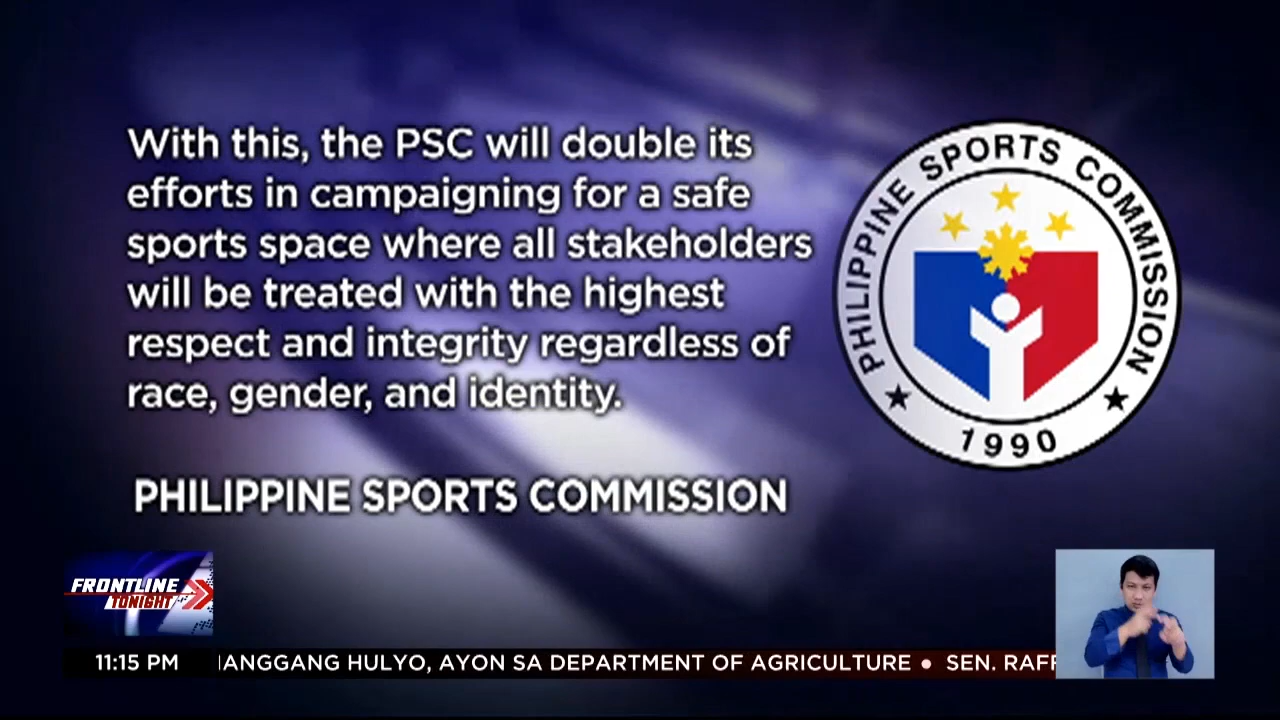 With this, the PSC will double its
efforts in campaigning for a safe
sports space where all stakeholders
will be treated with the highest
respect and integrity regardless of
race, gender, and identity.
PHILIPPINE SPORTS COMMISSION
PHILIPPINE SPORTS COMMISSION
1990
FRONTLINE
TONIGHT
11:15 PM
HULYO, AYON SA DEPARTMENT OF AGRICULTURE • SEN.